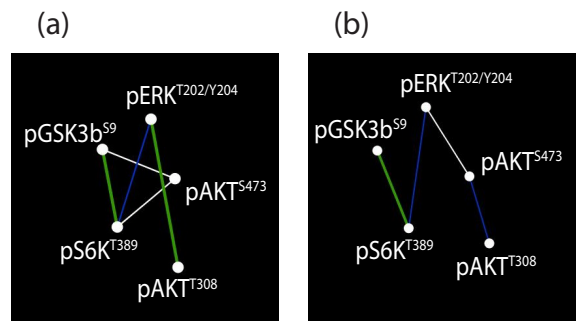 (a)
(b)
pERK^T202/Y204
pGSK3b^S9
pAKT^S473
pS6K^T389
pAKT^T308
pERK^T202/Y204
pGSK3b^S9
pAKT^S473
pS6K^T389
pAKT^T308